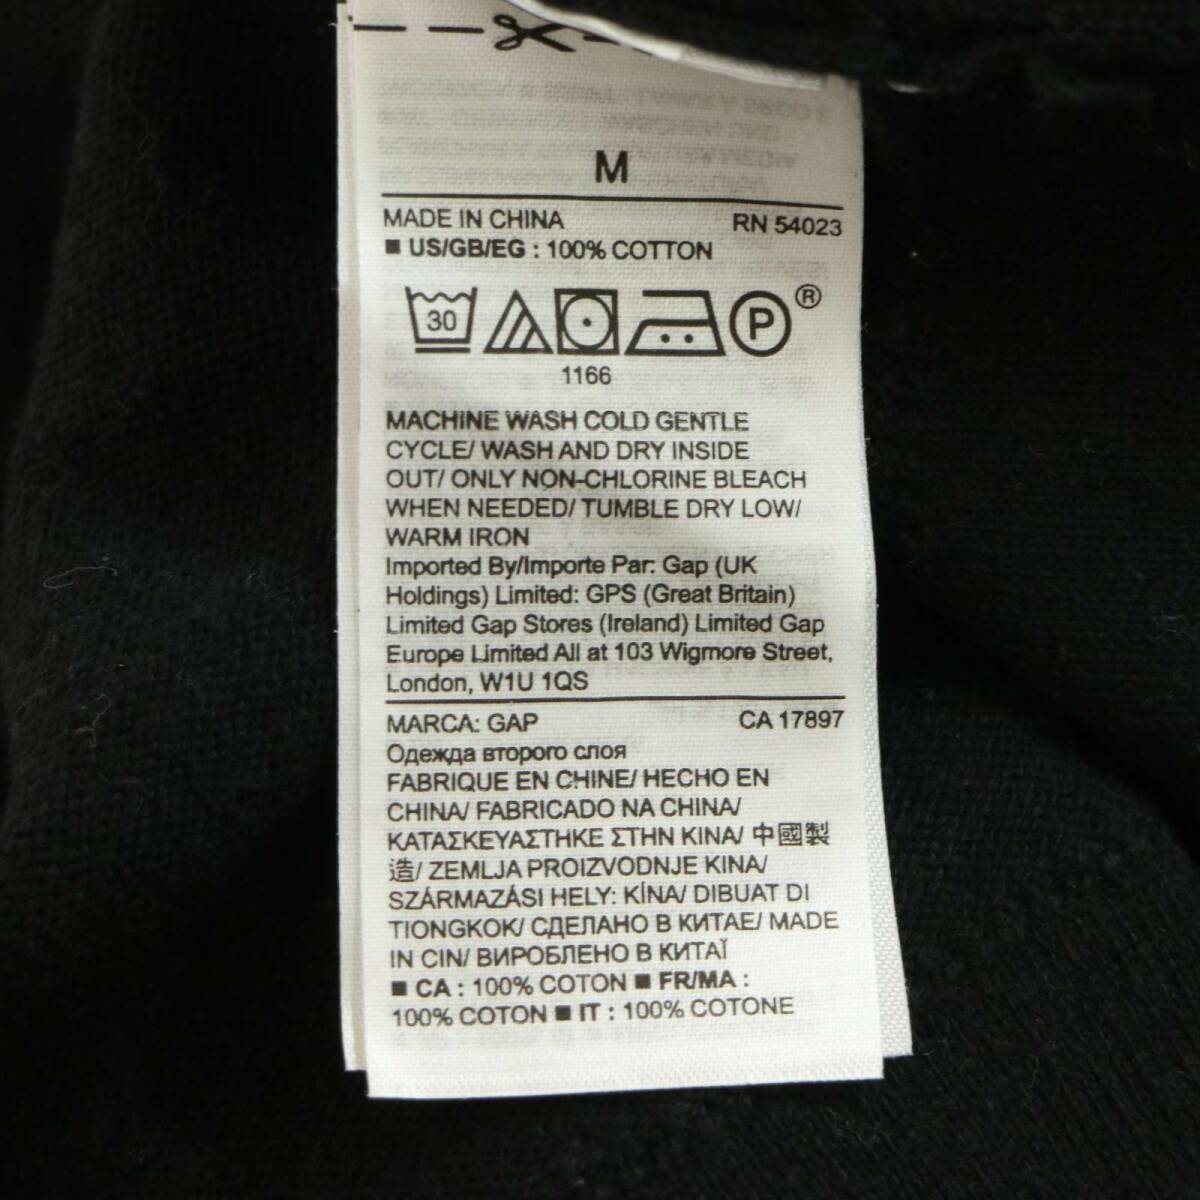 M
MADE IN CHINA RN 54023
■ US/GB/EG : 100% COTTON
30 P ®
1166
MACHINE WASH COLD GENTLE
CYCLE/ WASH AND DRY INSIDE
OUT/ ONLY NON-CHLORINE BLEACH
WHEN NEEDED/ TUMBLE DRY LOW/
WARM IRON
Imported By/Importe Par: Gap (UK
Holdings) Limited: GPS (Great Britain)
Limited Gap Stores (Ireland) Limited Gap
Europe Limited All at 103 Wigmore Street,
London, W1U 1QS
MARCA: GAP CA 17897
Одежда второго слоя
FABRIQUE EN CHINE/ HECHO EN
CHINA/ FABRICADO NA CHINA/
ΚΑΤΑΣΚΕΥΑΣΤΗΚΕ ΣΤΗΝ ΚΙΝΑ/ 中國製
造/ ZEMLJA PROIZVODNJE KINA/
SZÁRMAZÁSI HELY: KÍNA/ DIBUAT DI
TIONGKOK/ СДЕЛАНО В КИТАЕ/ MADE
IN CIN/ ВИРОБЛЕНО В КИТАЇ
■ CA : 100% COTON ■ FR/MA :
100% COTON ■ IT : 100% COTONE